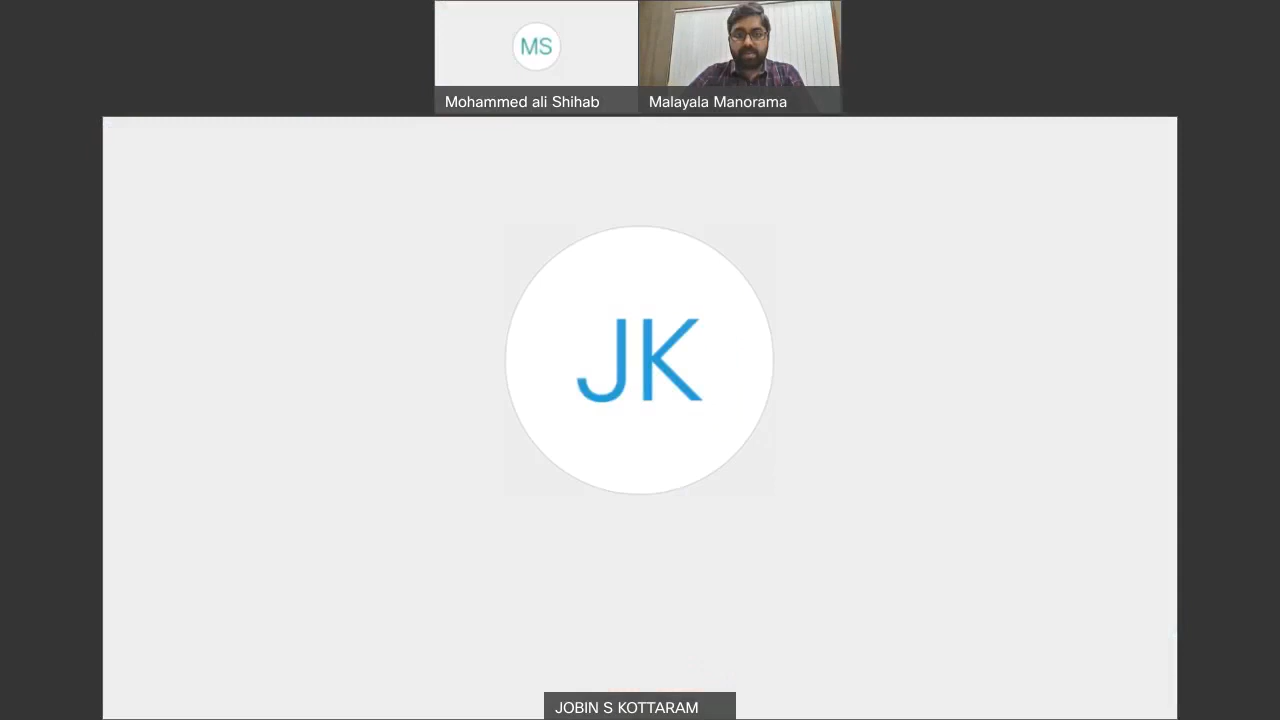 MS
Mohammed ali Shihab
Malayala Manorama
JK
JOBIN S KOTTARAM